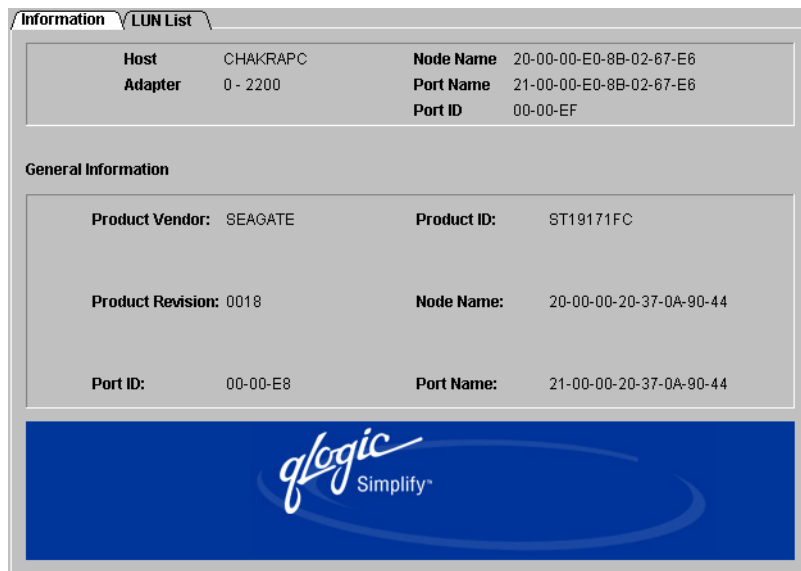 Information LUN List
Host CHAKRAPC Node Name 20-00-00-E0-8B-02-67-E6
Adapter 0 - 2200 Port Name 21-00-00-E0-8B-02-67-E6
Port ID 00-00-EF
General Information
Product Vendor: SEAGATE Product ID: ST19171FC
Product Revision: 0018 Node Name: 20-00-00-20-37-0A-90-44
Port ID: 00-00-E8 Port Name: 21-00-00-20-37-0A-90-44
qlogic
Simplify™